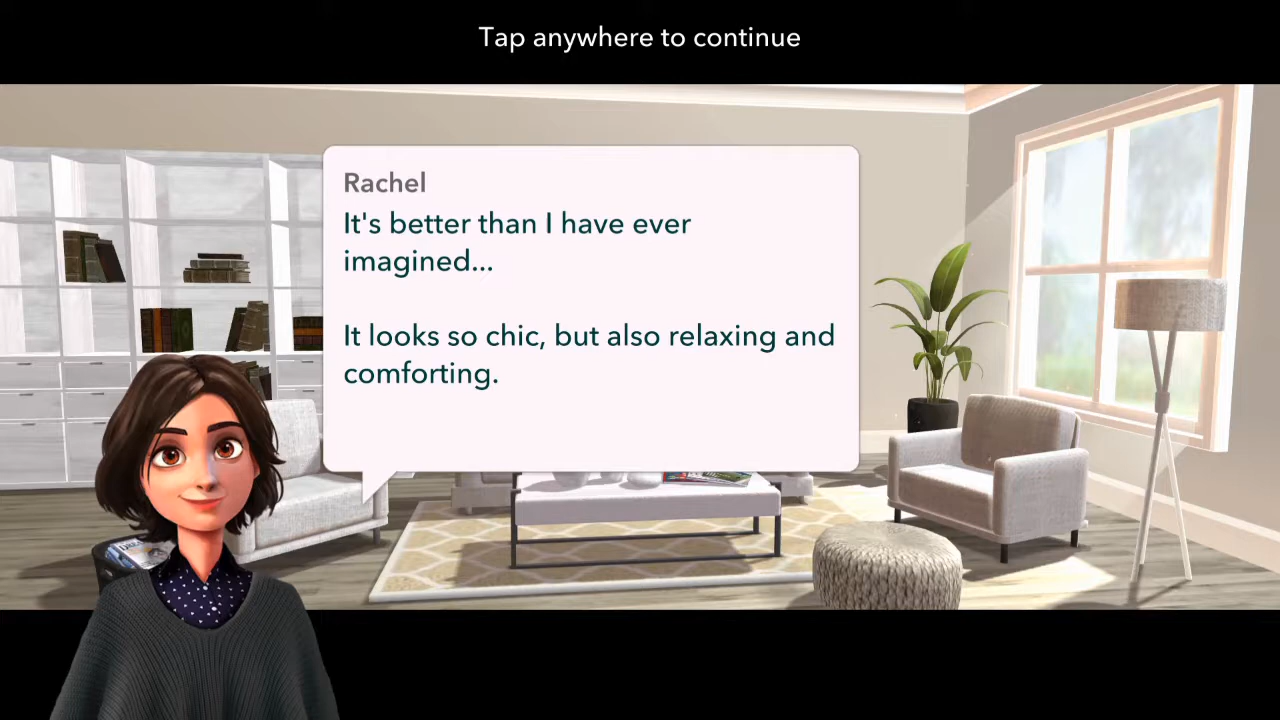 Tap anywhere to continue
Rachel
It's better than I have ever
imagined...
It looks so chic, but also relaxing and
comforting.